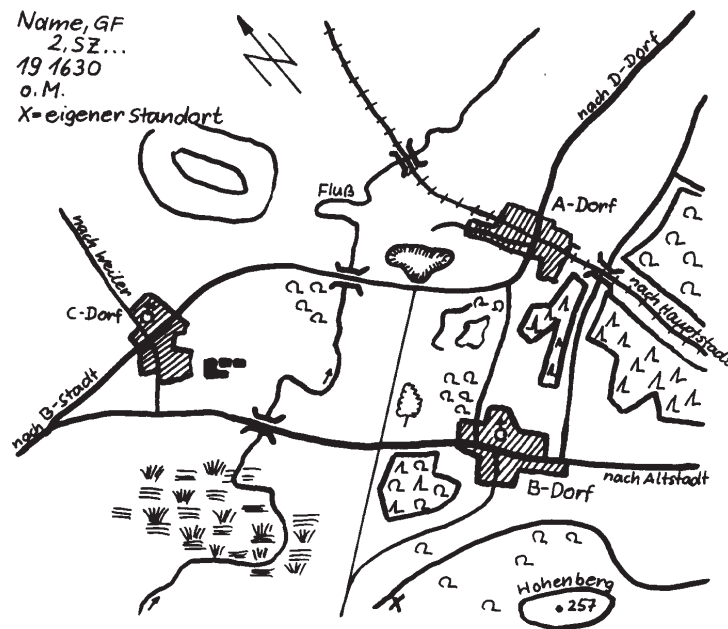 Name, GF
2, SZ...
19 1630
o.M.
X=eigener Standort
nach D-Dorf
Fluß
A-Dorf
nach Weiler
C-Dorf
nach Hauptstadt
nach B-Stadt
B-Dorf
nach Altstadt
Hohenberg
257
X